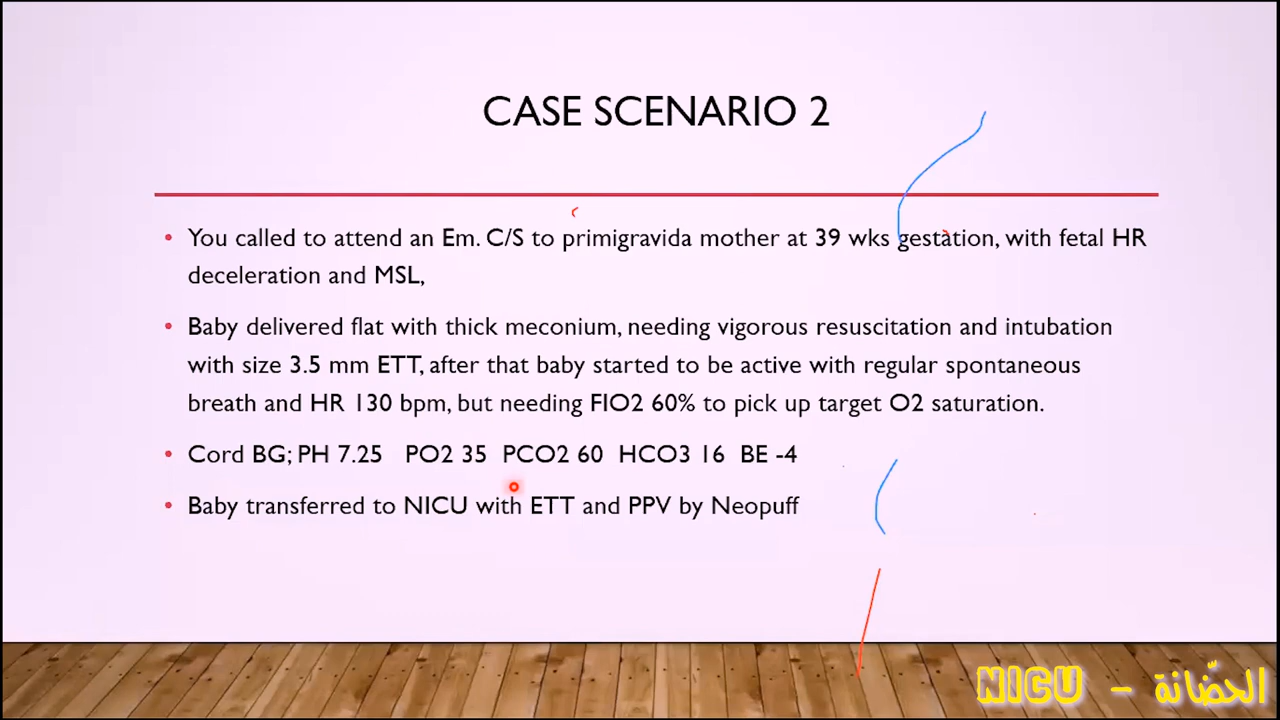 CASE SCENARIO 2
• You called to attend an Em. C/S to primigravida mother at 39 wks gestation, with fetal HR
deceleration and MSL,
• Baby delivered flat with thick meconium, needing vigorous resuscitation and intubation
with size 3.5 mm ETT, after that baby started to be active with regular spontaneous
breath and HR 130 bpm, but needing FIO2 60% to pick up target O2 saturation.
• Cord BG; PH 7.25 PO2 35 PCO2 60 HCO3 16 BE -4
• Baby transferred to NICU with ETT and PPV by Neopuff
NICU - الحضّانة